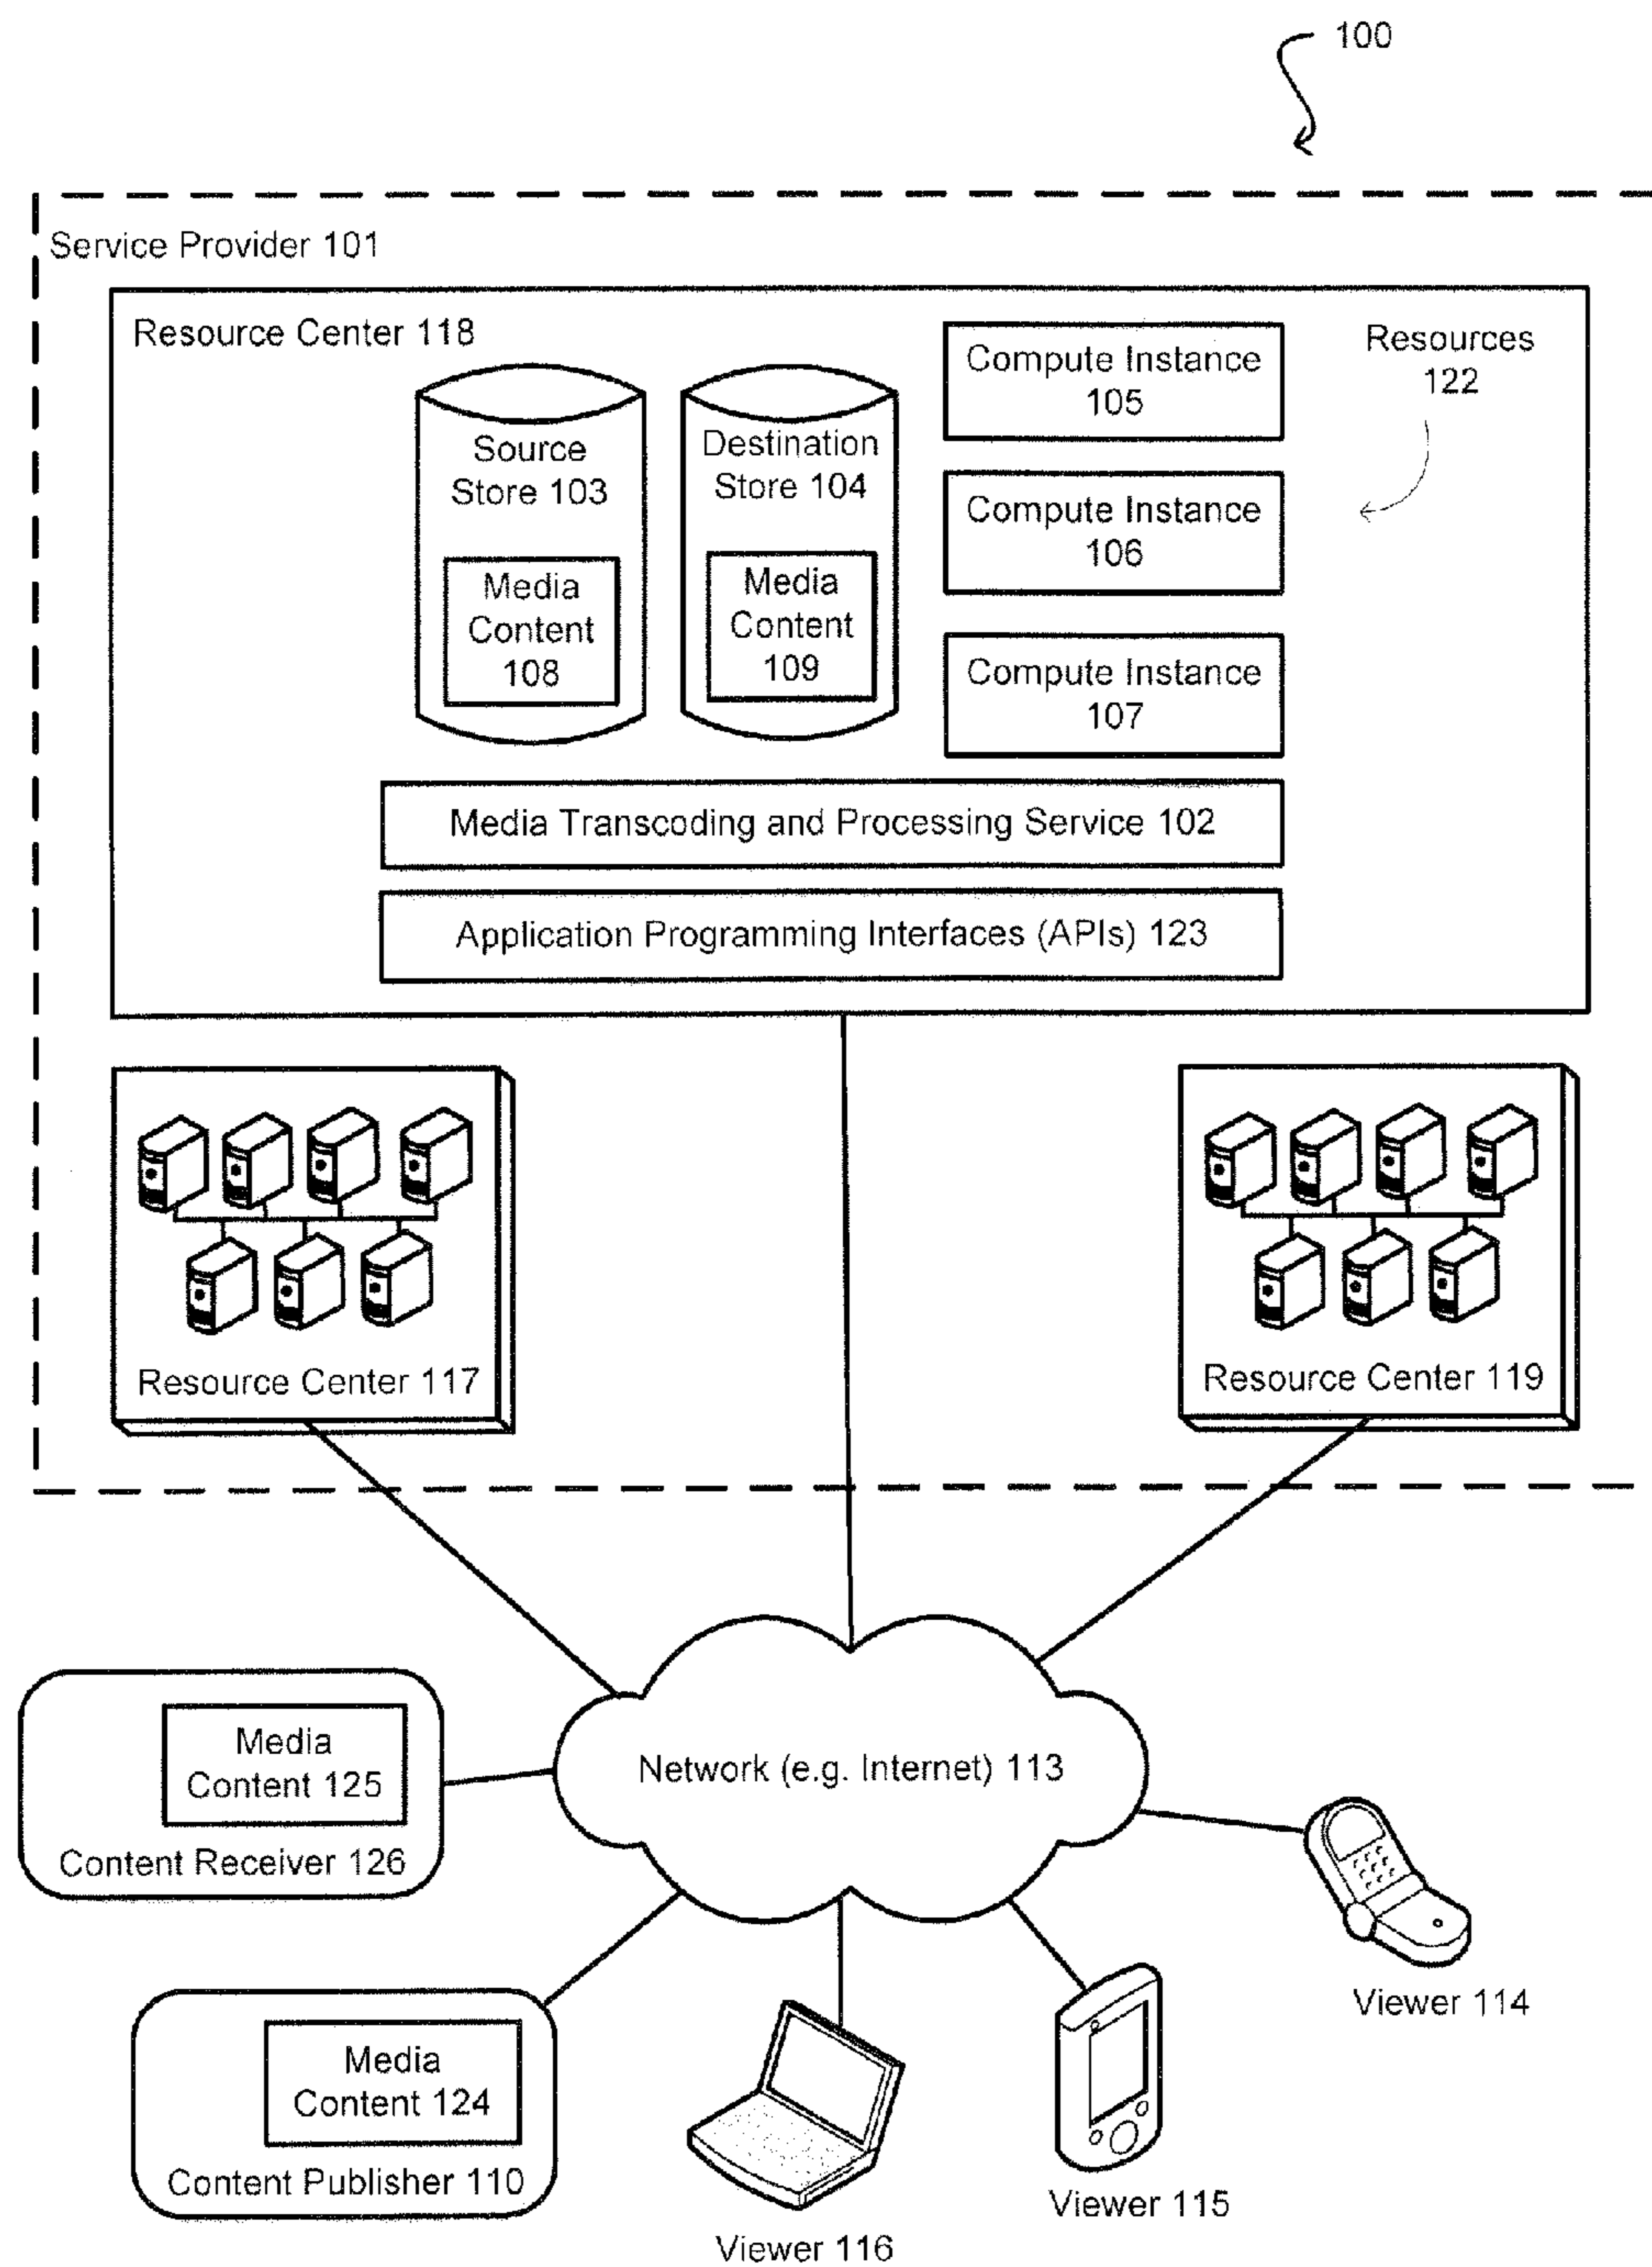 100
Service Provider 101
Resource Center 118
Source
Store 103
Media
Content
108
Destination
Store 104
Media
Content
109
Compute Instance
105
Compute Instance
106
Compute Instance
107
Resources
122
Media Transcoding and Processing Service 102
Application Programming Interfaces (APIs) 123
Resource Center 117
Resource Center 119
Network (e.g. Internet) 113
Media
Content 125
Content Receiver 126
Media
Content 124
Content Publisher 110
Viewer 116
Viewer 115
Viewer 114